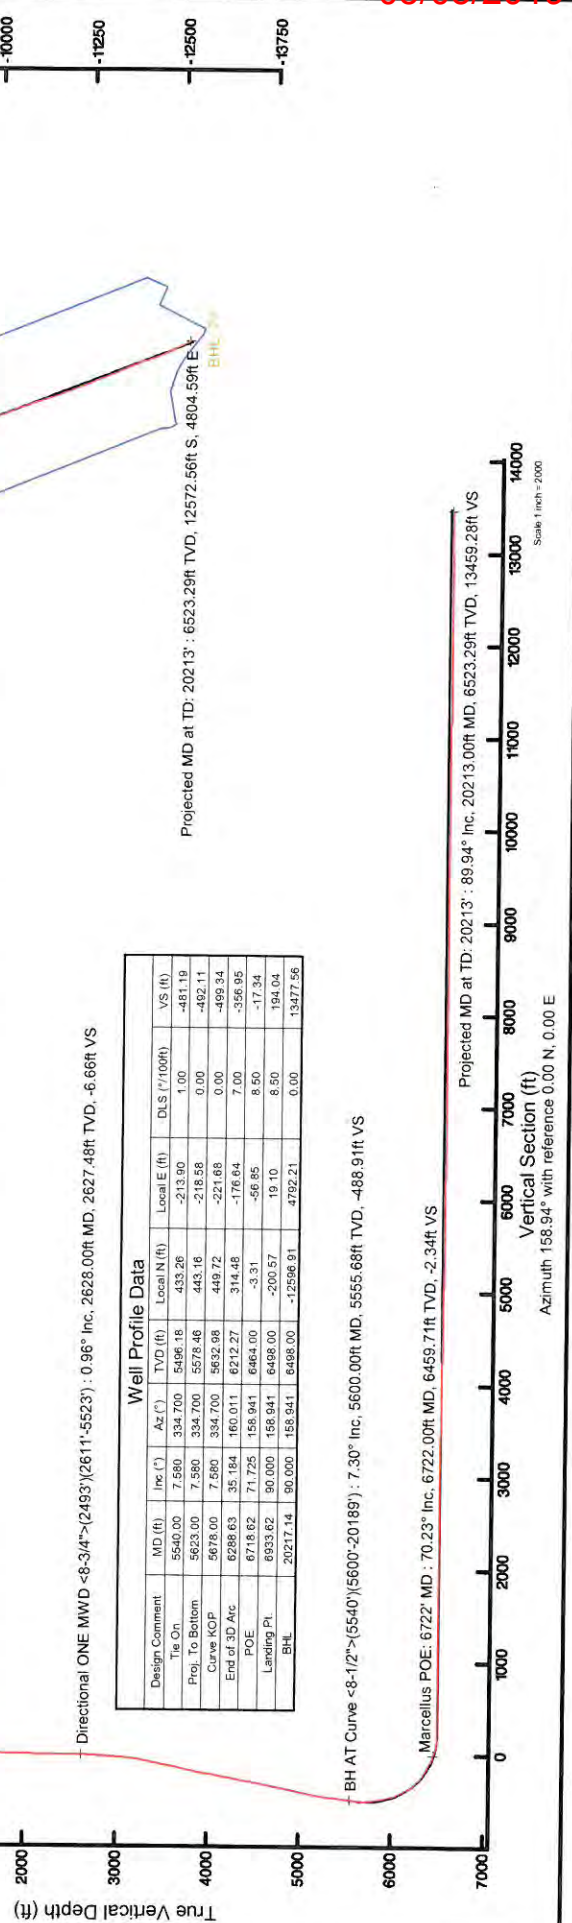 -10000
-11250
-12500
-13750
BHL
Projected MD at TD: 20213' : 6523.29ft TVD, 12572.56ft S, 4804.59ft E
True Vertical Depth (ft)
2000
3000
4000
5000
6000
7000
Directional ONE MWD <8-3/4">(2493')(2611'-5523') : 0.96° Inc, 2628.00ft MD, 2627.48ft TVD, -6.66ft VS
Well Profile Data
Design Comment MD (ft) Inc (°) Az (°) TVD (ft) Local N (ft) Local E (ft) DLS (°/100ft) VS (ft)
Tie On 5540.00 7.580 334.700 5496.18 433.26 -213.90 1.00 -481.19
Proj. To Bottom 5623.00 7.580 334.700 5578.46 443.16 -218.58 0.00 -492.11
Curve KOP 5678.00 7.580 334.700 5632.98 449.72 -221.68 0.00 -499.34
End of 3D Arc 6288.63 35.184 160.011 6212.27 314.48 -176.64 7.00 -356.95
POE 6718.62 71.725 158.941 6464.00 -3.31 -56.85 8.50 -17.34
Landing Pt. 6933.62 90.000 158.941 6498.00 -200.57 19.10 8.50 194.04
BHL 20217.14 90.000 158.941 6498.00 -12596.91 4792.21 0.00 13477.56
BH AT Curve <8-1/2">(5540')(5600'-20189') : 7.30° Inc, 5600.00ft MD, 5555.68ft TVD, -488.91ft VS
Marcellus POE: 6722' MD : 70.23° Inc, 6722.00ft MD, 6459.71ft TVD, -2.34ft VS
Projected MD at TD: 20213' : 89.94° Inc, 20213.00ft MD, 6523.29ft TVD, 13459.28ft VS
0
1000
2000
3000
4000
5000
6000
7000
8000
9000
10000
11000
12000
13000
14000
Scale 1 inch = 2000
Vertical Section (ft)
Azimuth 158.94° with reference 0.00 N, 0.00 E